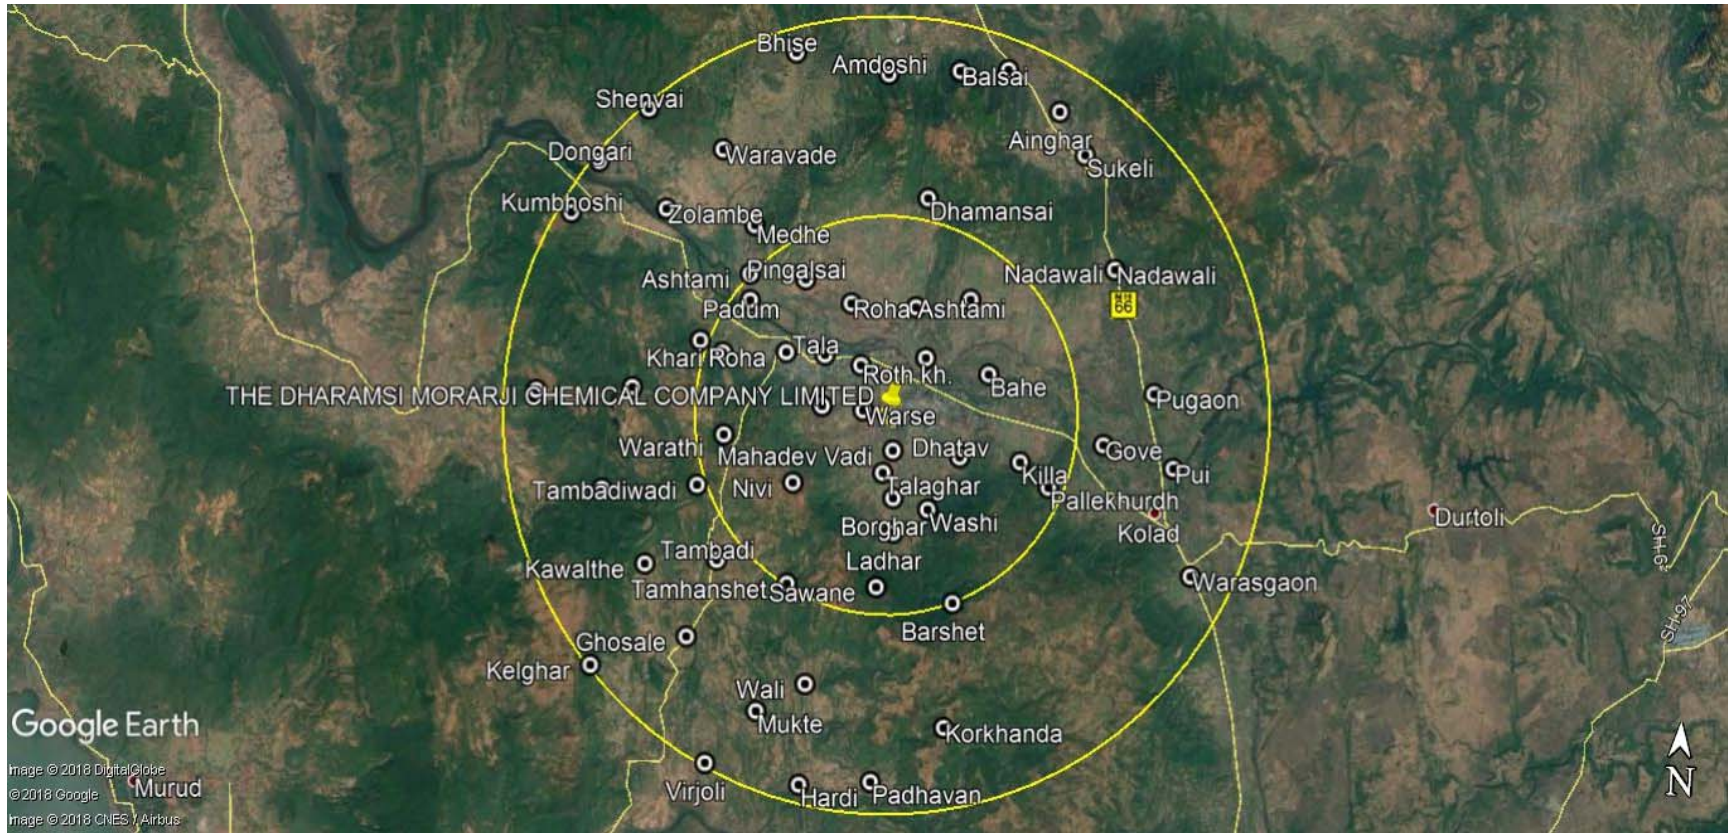 Bhise
Amdoshi
Balsai
Shenvai
Ainghar
Sukeli
Dongari
Waravade
Kumbhoshi
Zolambe
Dhamansai
Medhe
Ashtami
Pingalsai
Nadawali
Nadawali
Padum
Roha Ashtami
66
Khari Roha
Tala
Roth kh.
Bahe
THE DHARAMSI MORARJI CHEMICAL COMPANY LIMITED
Warse
Pugaon
Warathi
Mahadev Vadi
Dhatav
Gove
Tambadiwadi
Nivi
Talaghar
Killa
Pui
Pallekhurdh
Borghar
Washi
Kolad
Durtoli
SH-96
Kawalthe
Tambadi
Ladhar
Tamhanshet
Sawane
Warasgaon
Barshet
SH-97
Ghosale
Kelghar
Wali
Mukte
Korkhanda
Google Earth
Image © 2018 DigitalGlobe
© 2018 Google
Image © 2018 CNES / Airbus
Murud
Virjoli
Hardi
Padhavan
N